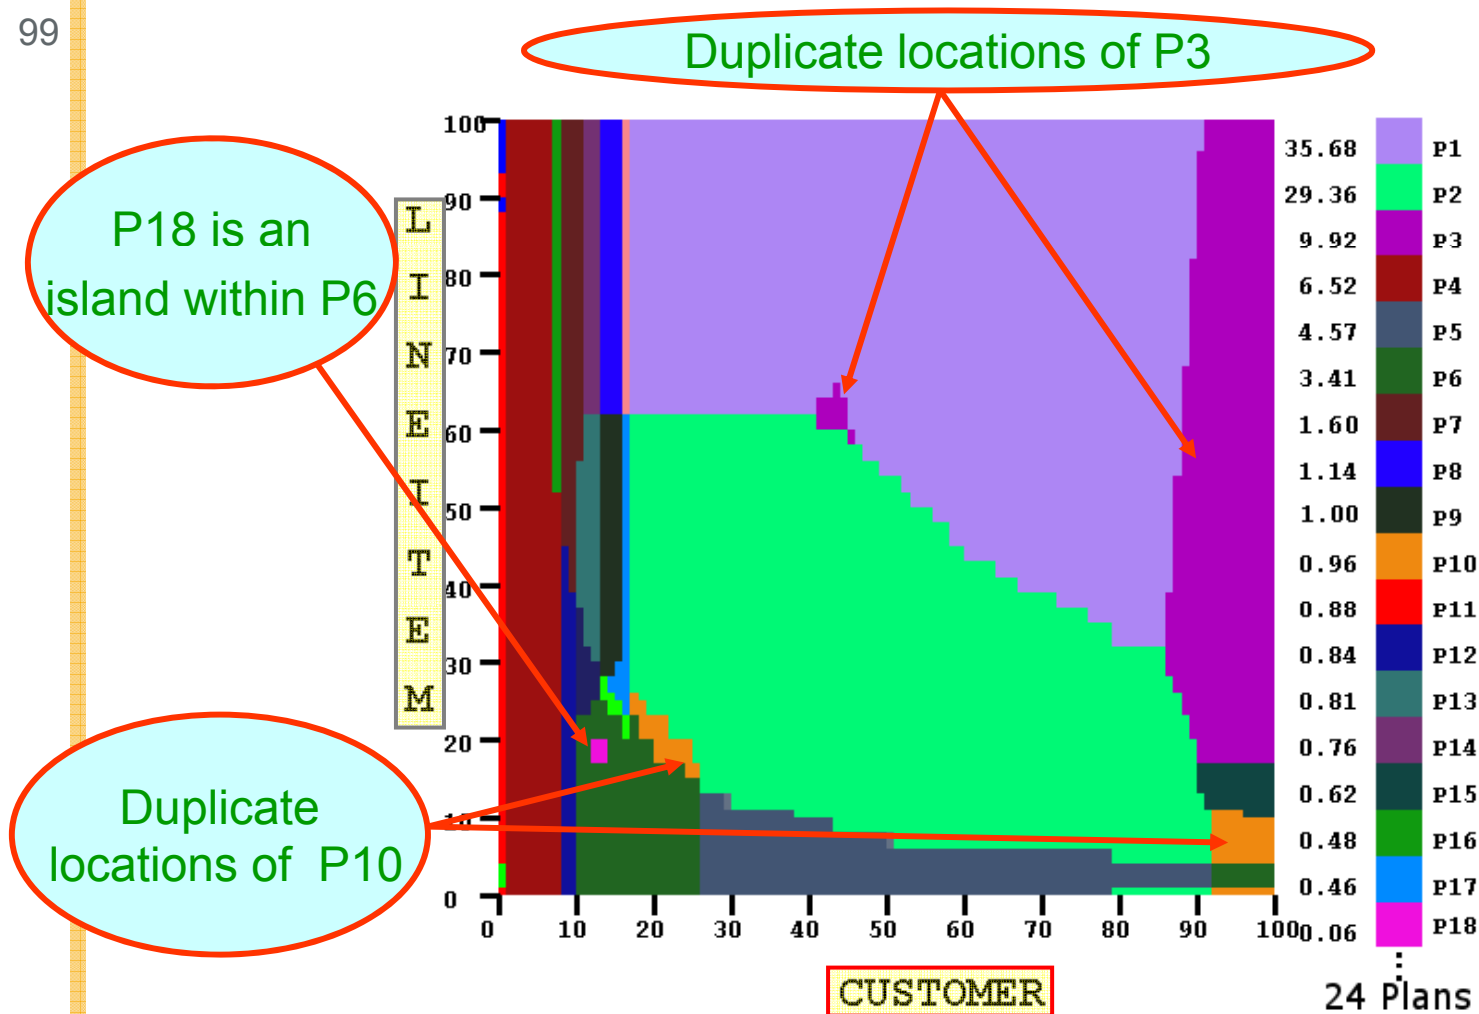 99
Duplicate locations of P3
P18 is an
island within P6
Duplicate
locations of P10
L
I
N
E
I
T
E
M
100
90
80
70
60
50
40
30
20
10
0
0 10 20 30 40 50 60 70 80 90 100
CUSTOMER
35.68 P1
29.36 P2
9.92 P3
6.52 P4
4.57 P5
3.41 P6
1.60 P7
1.14 P8
1.00 P9
0.96 P10
0.88 P11
0.84 P12
0.81 P13
0.76 P14
0.62 P15
0.48 P16
0.46 P17
0.06 P18
24 Plans